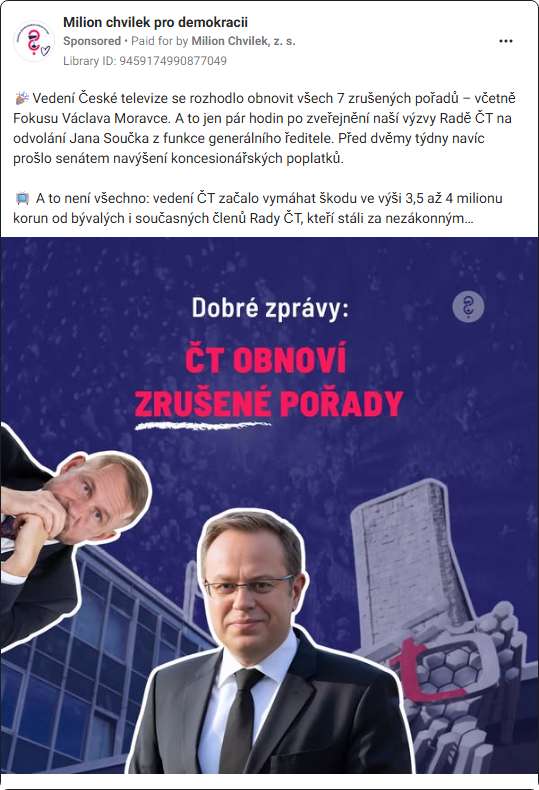 Milion chvilek pro demokracii
Sponsored • Paid for by Milion Chvilek, z. s.
Library ID: 9459174990877049
🎉 Vedení České televize se rozhodlo obnovit všech 7 zrušených pořadů – včetně
Fokusu Václava Moravce. A to jen pár hodin po zveřejnění naší výzvy Radě ČT na
odvolání Jana Součka z funkce generálního ředitele. Před dvěmy týdny navíc
prošlo senátem navýšení koncesionářských poplatků.
📺 A to není všechno: vedení ČT začalo vymáhat škodu ve výši 3,5 až 4 milionu
korun od bývalých i současných členů Rady ČT, kteří stáli za nezákonným...
Dobré zprávy:
ČT OBNOVÍ
ZRUŠENÉ POŘADY